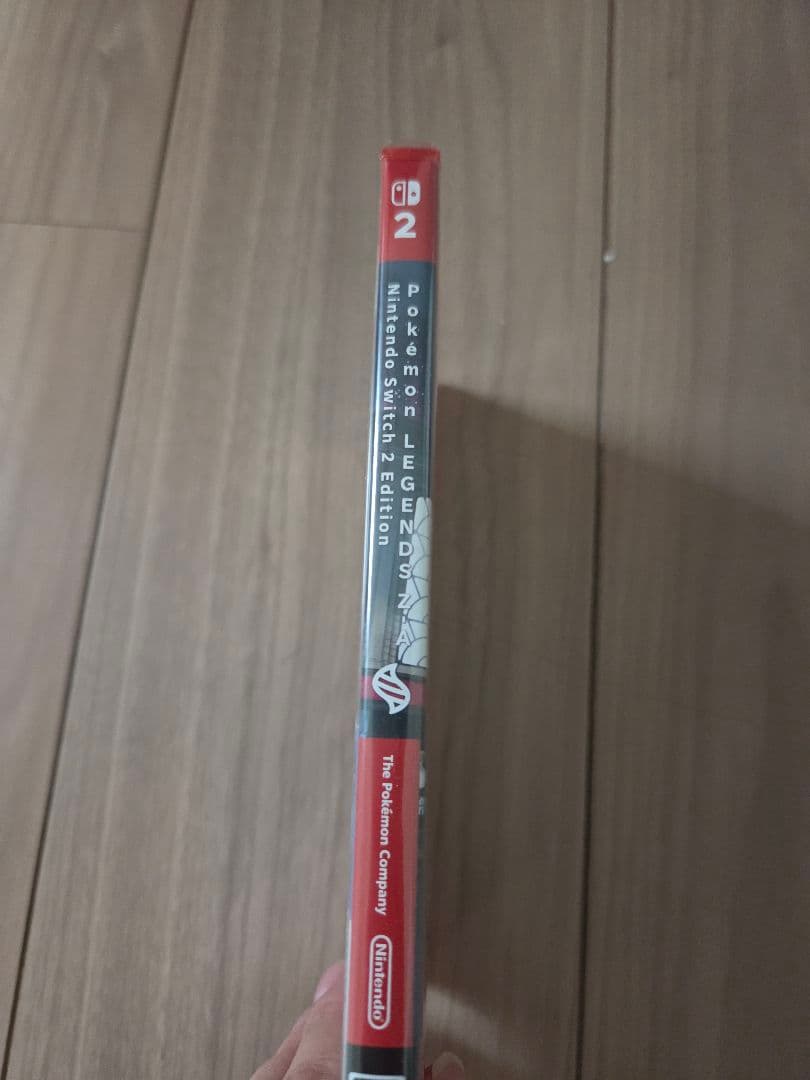 2
Pokémon LEGENDS Z-A
Nintendo Switch 2 Edition
The Pokémon Company
Nintendo